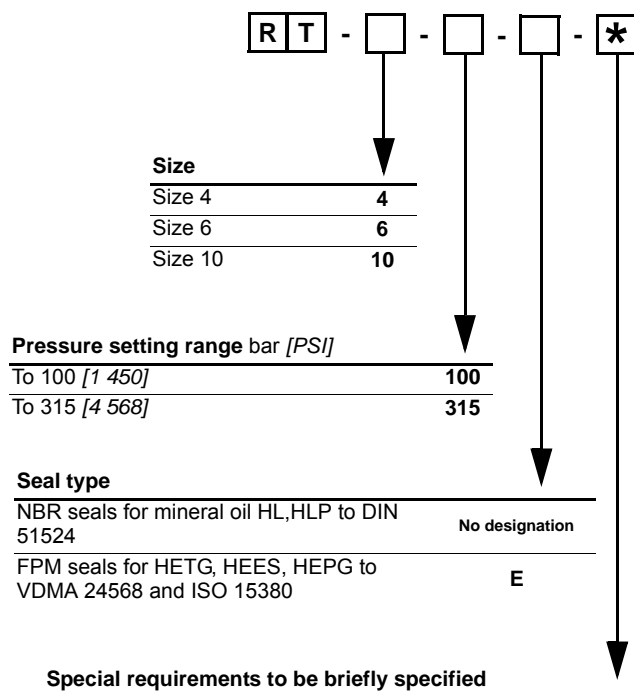 R T - - - - *
Size
Size 4 4
Size 6 6
Size 10 10
Pressure setting range bar [PSI]
To 100 [1 450] 100
To 315 [4 568] 315
Seal type
NBR seals for mineral oil HL,HLP to DIN
51524
No designation
FPM seals for HETG, HEES, HEPG to
VDMA 24568 and ISO 15380
E
Special requirements to be briefly specified